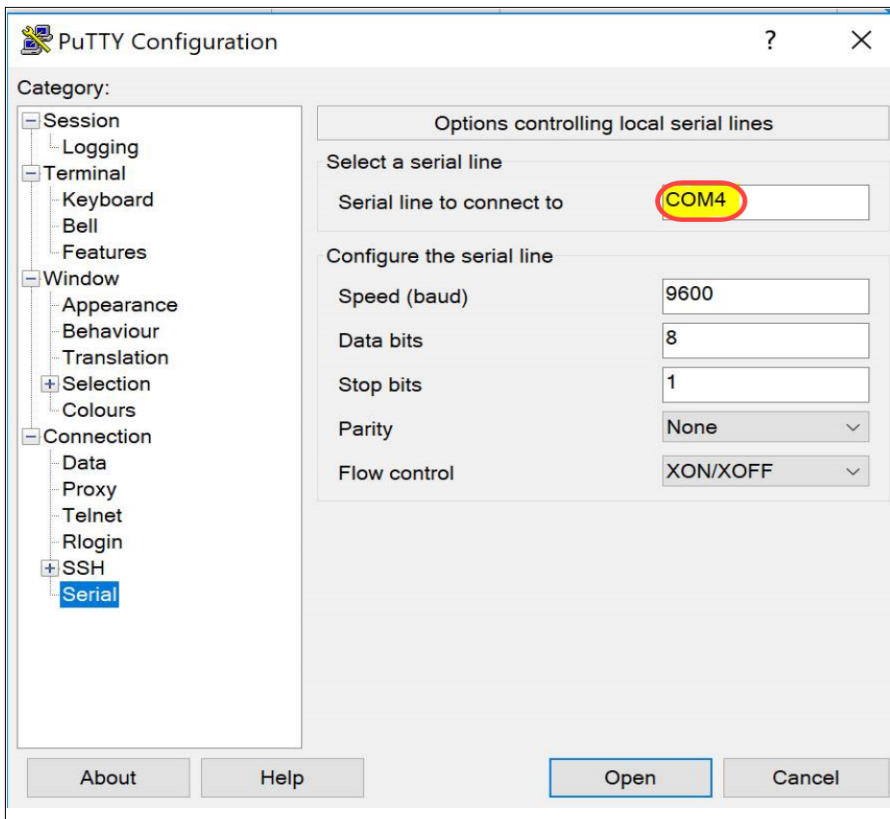 PuTTY Configuration
? ×
Category:
Session
Logging
Terminal
Keyboard
Bell
Features
Window
Appearance
Behaviour
Translation
Selection
Colours
Connection
Data
Proxy
Telnet
Rlogin
SSH
Serial
Options controlling local serial lines
Select a serial line
Serial line to connect to COM4
Configure the serial line
Speed (baud) 9600
Data bits 8
Stop bits 1
Parity None
Flow control XON/XOFF
About Help Open Cancel